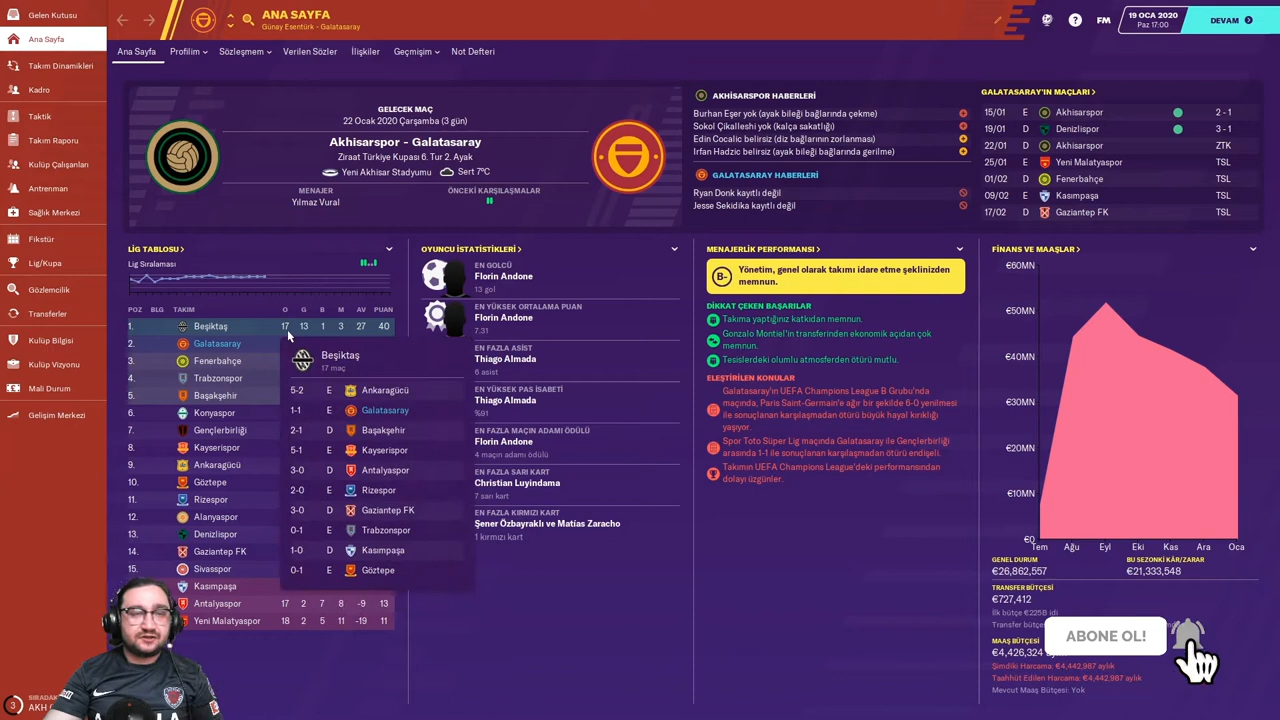 Gelen Kutusu
Ana Sayfa
Takım Dinamikleri
Kadro
Taktik
Takım Raporu
Kulüp Çalışanları
Antrenman
Sağlık Merkezi
Fikstür
Lig/Kupa
Gözlemcilik
Transferler
Kulüp Bilgisi
Kulüp Vizyonu
Mali Durum
Gelişim Merkezi
ANA SAYFA
Günay Esentürk - Galatasaray
FM
19 OCA 2020
Paz 17:00
DEVAM
Ana Sayfa
Profilim
Sözleşmem
Verilen Sözler
İlişkiler
Geçmişim
Not Defteri
GELECEK MAÇ
22 Ocak 2020 Çarşamba (3 gün)
Akhisarspor - Galatasaray
Ziraat Türkiye Kupası 6. Tur 2. Ayak
Yeni Akhisar Stadyumu
Sert 7°C
MENAJER
Yılmaz Vural
ÖNCEKİ KARŞILAŞMALAR
AKHİSARSPOR HABERLERİ
Burhan Eşer yok (ayak bileği bağlarında çekme)
Sokol Çikalleshi yok (kalça sakatlığı)
Edin Cocalic belirsiz (ayak bağlarının zorlanması)
Irfan Hadzic belirsiz (ayak bileği bağlarında gerilme)
GALATASARAY HABERLERİ
Ryan Donk kayıtlı değil
Jesse Sekidika kayıtlı değil
GALATASARAY'IN MAÇLARI
15/01 E Akhisarspor 2 - 1
19/01 D Denizlispor 3 - 1
22/01 D Akhisarspor ZTK
25/01 E Yeni Malatyaspor TSL
01/02 D Fenerbahçe TSL
09/02 E Kasımpaşa TSL
17/02 D Gaziantep FK TSL
LİG TABLOSU
Lig Sıralaması
POZ BLG TAKIM O G B M AV PUAN
1. Beşiktaş 17 13 1 3 27 40
2. Galatasaray
3. Fenerbahçe
4. Trabzonspor
5. Başakşehir
6. Konyaspor
7. Gençlerbirliği
8. Kayserispor
9. Ankaragücü
10. Göztepe
11. Rizespor
12. Alanyaspor
13. Denizlispor
14. Gaziantep FK
15. Sivasspor
Kasımpaşa
Antalyaspor 17 2 7 8 -9 13
Yeni Malatyaspor 18 2 5 11 -19 11
Beşiktaş
17 maç
5-2 E Ankaragücü
1-1 E Galatasaray
2-1 D Başakşehir
5-1 E Kayserispor
3-0 D Antalyaspor
2-0 E Rizespor
3-0 D Gaziantep FK
0-1 E Trabzonspor
1-0 D Kasımpaşa
0-1 E Göztepe
OYUNCU İSTATİSTİKLERİ
EN GOLCÜ
Florin Andone
13 gol
EN YÜKSEK ORTALAMA PUAN
Florin Andone
7.31
EN FAZLA ASİST
Thiago Almada
6 asist
EN YÜKSEK PAS İSABETİ
Thiago Almada
%91
EN FAZLA MAÇIN ADAMI ÖDÜLÜ
Florin Andone
4 maçın adamı ödülü
EN FAZLA SARI KART
Christian Luyindama
7 sarı kart
EN FAZLA KIRMIZI KART
Şener Özbayraklı ve Matías Zaracho
1 kırmızı kart
MENAJERLİK PERFORMANSI
B-
Yönetim, genel olarak takımı idare etme şeklinizden
memnun.
DİKKAT ÇEKEN BAŞARILAR
Takıma yaptığınız katkıdan memnun.
Gonzalo Montiel'in transferinden ekonomik açıdan çok
memnun.
Tesislerdeki olumlu atmosferden ötürü mutlu.
ELEŞTİRİLEN KONULAR
Galatasaray'ın UEFA Champions League B Grubu'nda
maçında, Paris Saint-Germain'e ağır bir şekilde 6-0 yenilmesi
ile sonuçlanan karşılaşmadan ötürü büyük hayal kırıklığı
yaşıyor.
Spor Toto Süper Lig maçında Galatasaray ile Gençlerbirliği
arasında 1-1 ile sonuçlanan karşılaşmadan ötürü endişeli.
Takımın UEFA Champions League'deki performansından
dolayı üzgünler.
FİNANS VE MAAŞLAR
€60MN
€50MN
€40MN
€30MN
€20MN
€10MN
€0
Tem Ağu Eyl Eki Kas Ara Oca
GENEL DURUM
€26,862,557
BU SEZONKİ KÂR/ZARAR
€21,333,548
TRANSFER BÜTÇESİ
€727,412
İlk bütçe €225B idi
Transfer bütçes
MAAŞ BÜTÇESİ
€4,426,324
Şimdiki Harcama: €4,442,987 aylık
Taahhüt Edilen Harcama: €4,442,987 aylık
Mevcut Maaş Bütçesi: Yok
ABONE OL!
3
SIRADAK
AKH